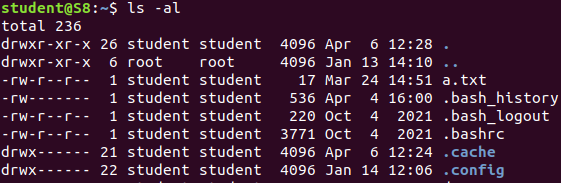 student@S8:~$ ls -al
total 236
drwxr-xr-x 26 student student 4096 Apr 6 12:28 .
drwxr-xr-x 6 root root 4096 Jan 13 14:10 ..
-rw-r--r-- 1 student student 17 Mar 24 14:51 a.txt
-rw------- 1 student student 536 Apr 4 16:00 .bash_history
-rw-r--r-- 1 student student 220 Oct 4 2021 .bash_logout
-rw-r--r-- 1 student student 3771 Oct 4 2021 .bashrc
drwx------ 21 student student 4096 Apr 6 12:24 .cache
drwx------ 22 student student 4096 Jan 14 12:06 .config